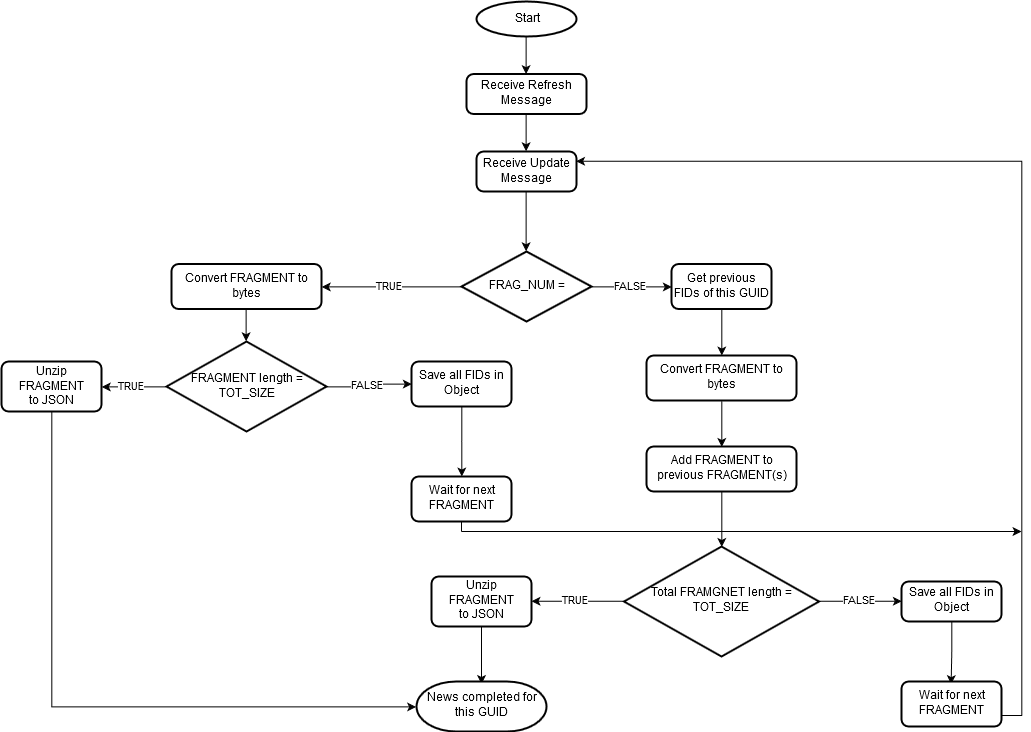 Start
Receive Refresh
Message
Receive Update
Message
FRAG_NUM =
TRUE
FALSE
Convert FRAGMENT to
bytes
Get previous
FIDs of this GUID
FRAGMENT length =
TOT_SIZE
TRUE
FALSE
Unzip
FRAGMENT
to JSON
Save all FIDs in
Object
Convert FRAGMENT to
bytes
Wait for next
FRAGMENT
Add FRAGMENT to
previous FRAGMENT(s)
Total FRAMGNET length =
TOT_SIZE
TRUE
FALSE
Unzip
FRAGMENT
to JSON
Save all FIDs in
Object
News completed for
this GUID
Wait for next
FRAGMENT